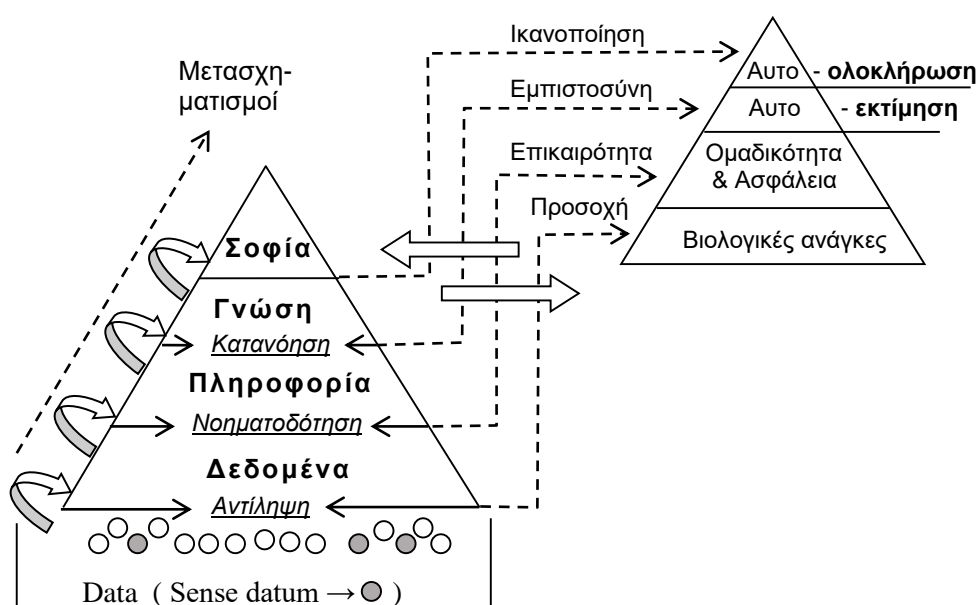 Μετασχη-
ματισμοί
Σοφία
Γνώση
Κατανόηση
Πληροφορία
Νοηματοδότηση
Δεδομένα
Αντίληψη
Data ( Sense datum → )
Ικανοποίηση
Εμπιστοσύνη
Επικαιρότητα
Προσοχή
Αυτο - ολοκλήρωση
Αυτο - εκτίμηση
Ομαδικότητα
& Ασφάλεια
Βιολογικές ανάγκες